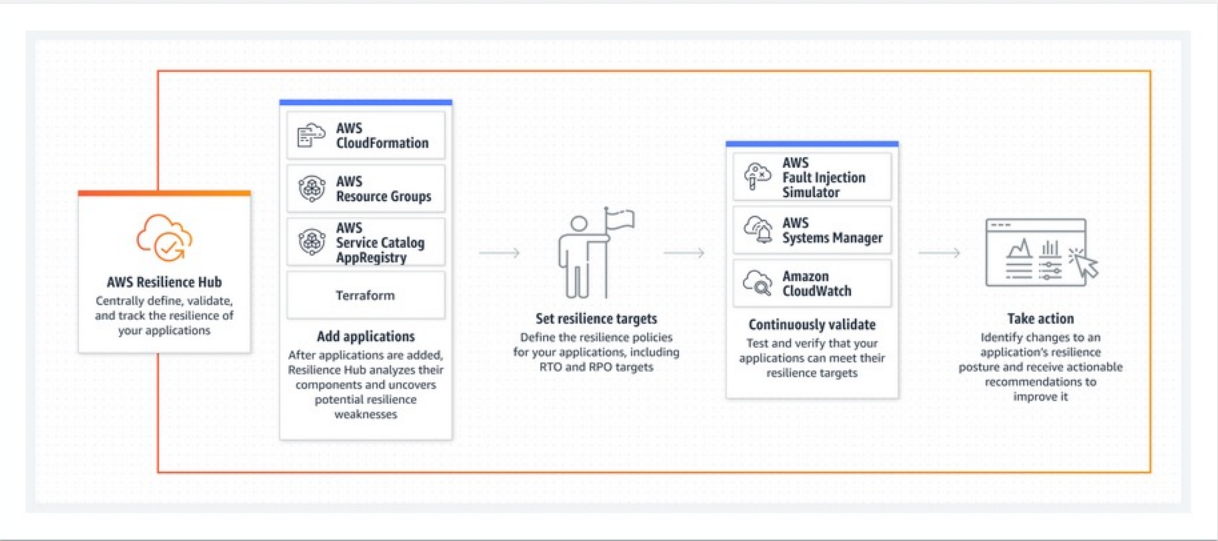 AWS Resilience Hub
Centrally define, validate,
and track the resilience of
your applications
AWS
CloudFormation
AWS
Resource Groups
AWS
Service Catalog
AppRegistry
Terraform
Add applications
After applications are added,
Resilience Hub analyzes their
components and uncovers
potential resilience
weaknesses
Set resilience targets
Define the resilience policies
for your applications, including
RTO and RPO targets
AWS
Fault Injection
Simulator
AWS
Systems Manager
Amazon
CloudWatch
Continuously validate
Test and verify that your
applications can meet their
resilience targets
Take action
Identify changes to an
application's resilience
posture and receive actionable
recommendations to
improve it